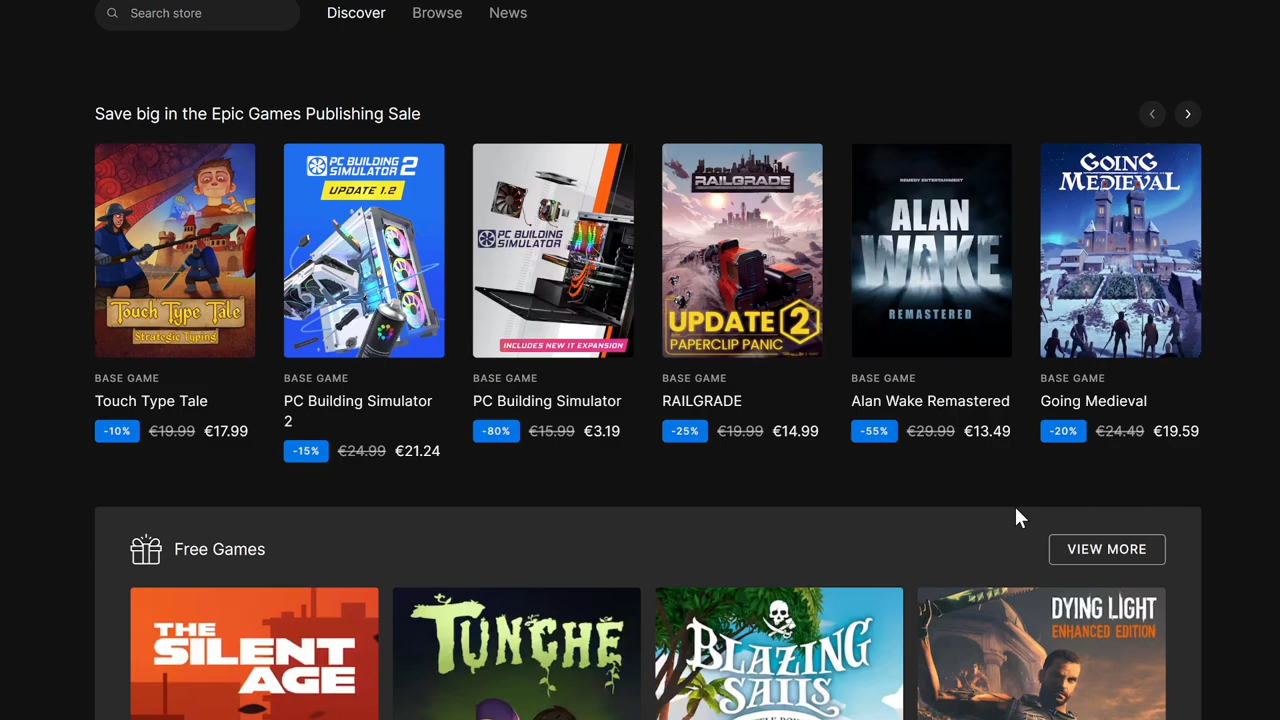 Search store
Discover
Browse
News
Save big in the Epic Games Publishing Sale
Touch Type Tale
Strategic Typing
PC BUILDING
SIMULATOR 2
UPDATE 1.2
PC BUILDING
SIMULATOR
INCLUDES NEW IT EXPANSION
RAILGRADE
UPDATE 2
PAPERCLIP PANIC
REMEDY ENTERTAINMENT
ALAN
WAKE
REMASTERED
GOING
MEDIEVAL
BASE GAME
Touch Type Tale
-10% €19.99 €17.99
BASE GAME
PC Building Simulator
2
-15% €24.99 €21.24
BASE GAME
PC Building Simulator
-80% €15.99 €3.19
BASE GAME
RAILGRADE
-25% €19.99 €14.99
BASE GAME
Alan Wake Remastered
-55% €29.99 €13.49
BASE GAME
Going Medieval
-20% €24.49 €19.59
Free Games
VIEW MORE
THE
SILENT
AGE
TUNCHE
BLAZING
SAILS
DYING LIGHT
ENHANCED EDITION